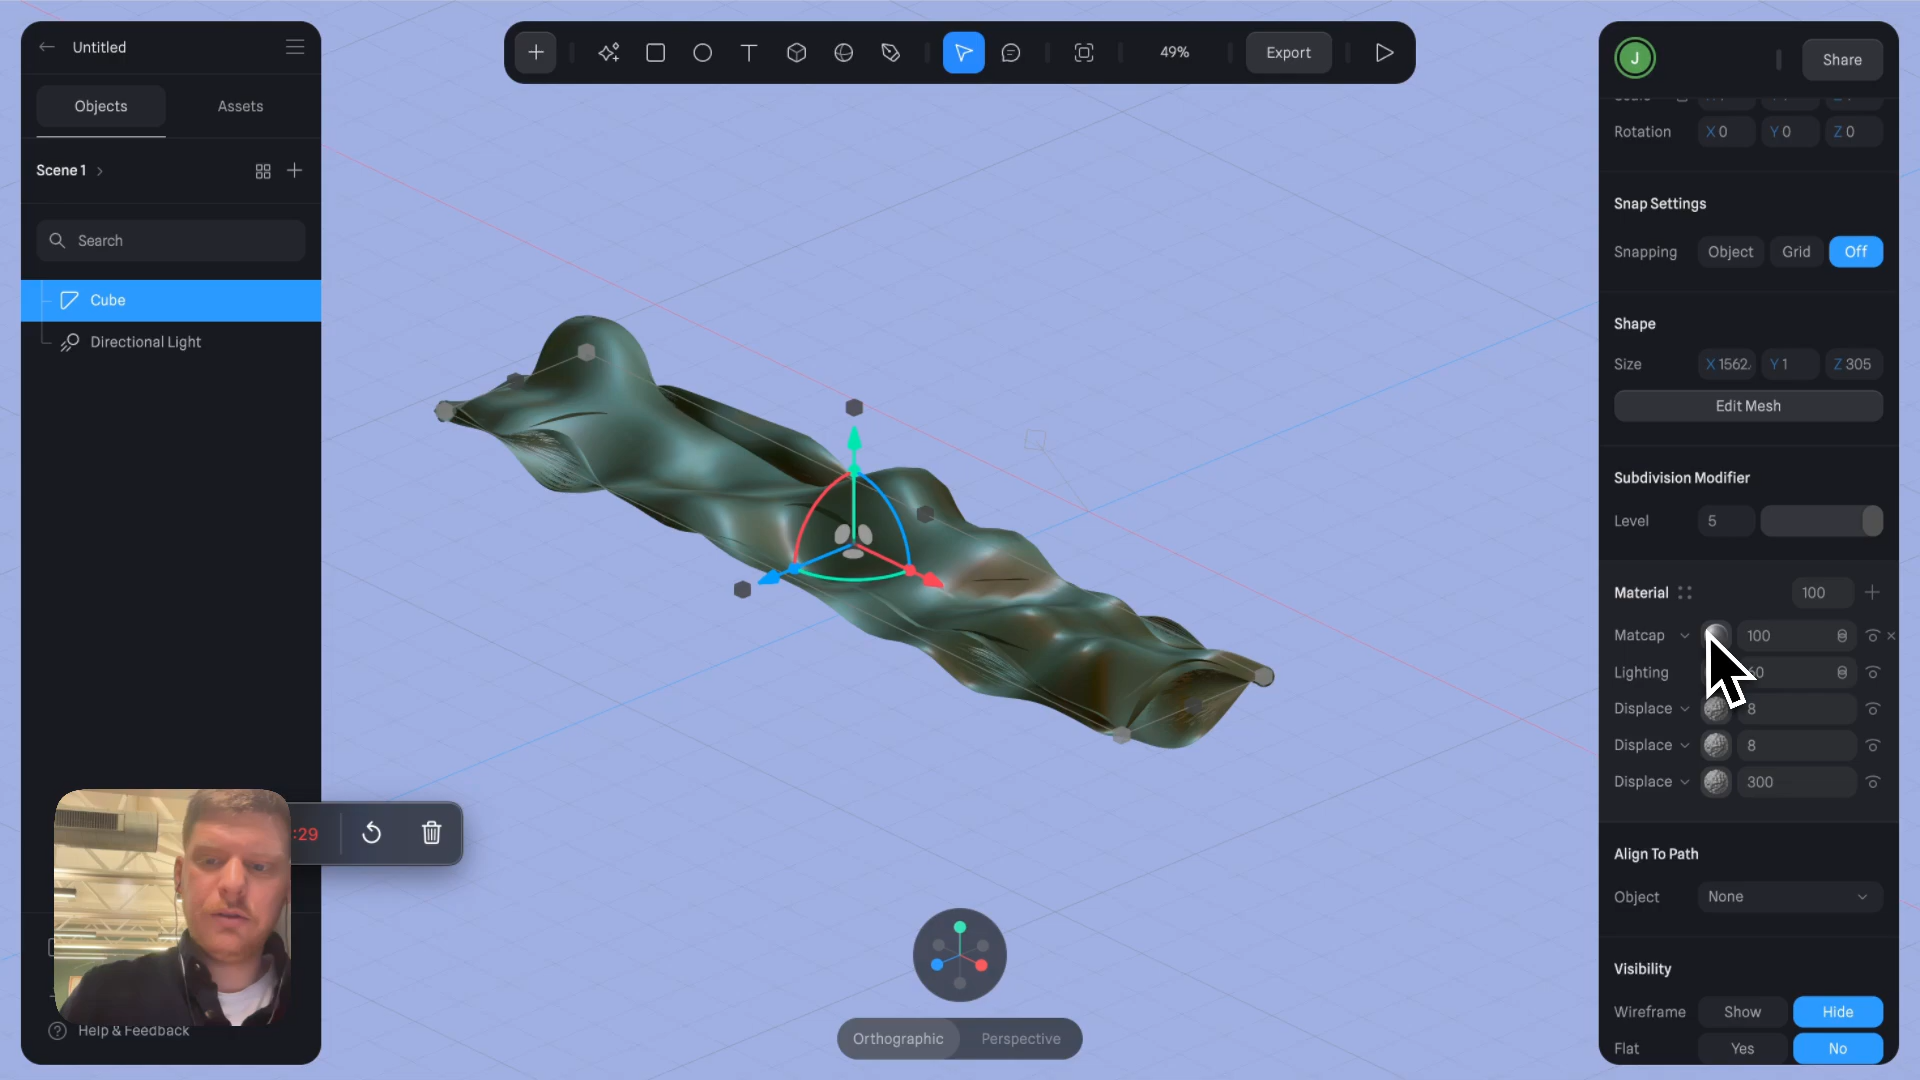 Untitled
Objects
Assets
Scene 1
Search
Cube
Directional Light
:29
Help & Feedback
T
49%
Export
Orthographic
Perspective
J
Share
Rotation X 0 Y 0 Z 0
Snap Settings
Snapping Object Grid Off
Shape
Size X 1562. Y 1 Z 305
Edit Mesh
Subdivision Modifier
Level 5
Material 100
Matcap 100
Lighting
Displace 8
Displace 8
Displace 300
Align To Path
Object None
Visibility
Wireframe Show Hide
Flat Yes No